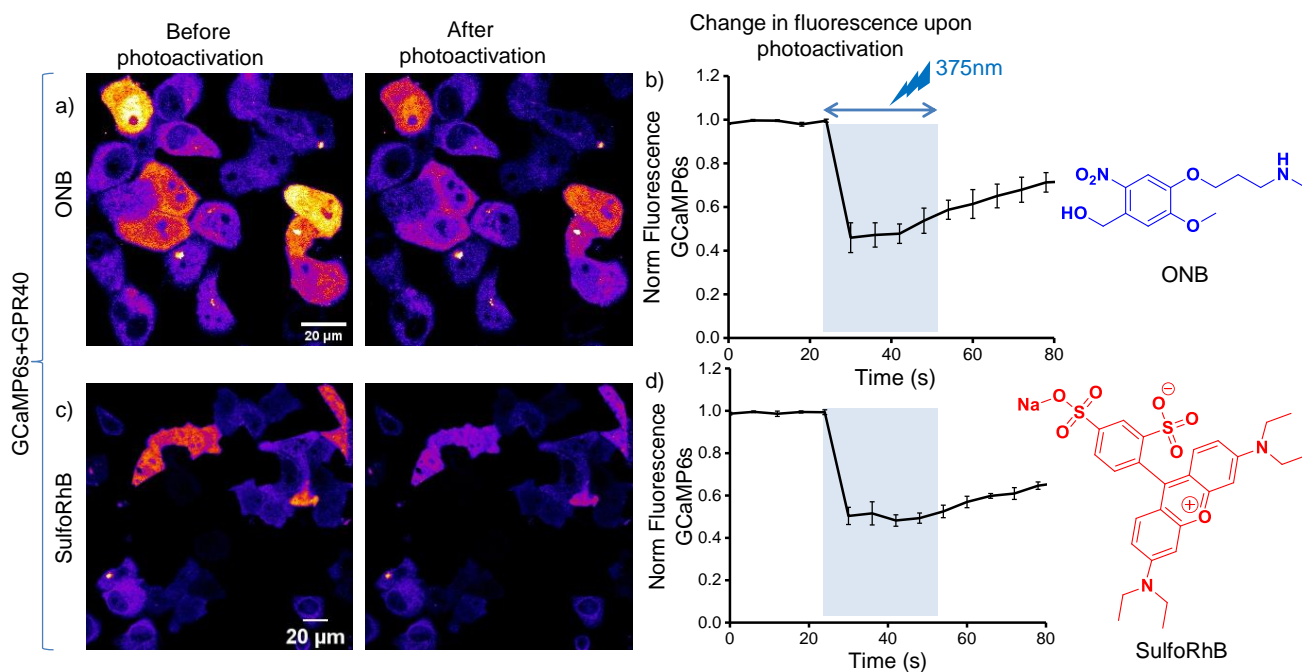 Before
photoactivation
After
photoactivation
Change in fluorescence upon
photoactivation
GCaMP6s+GPR40
ONB
a)
20 µm
b)
375nm
1.2
1.0
0.8
0.6
0.4
0.2
0.0
Norm Fluorescence
GCaMP6s
0 20 40 60 80
Time (s)
O₂N
HO
O
O
H
N
ONB
SulfoRhB
c)
20 µm
d)
1.2
1.0
0.8
0.6
0.4
0.2
0.0
Norm Fluorescence
GCaMP6s
0 20 40 60 80
Time (s)
Na
O
O
S
O
O
⊖
S
O
O
N
⊕
O
N
SulfoRhB